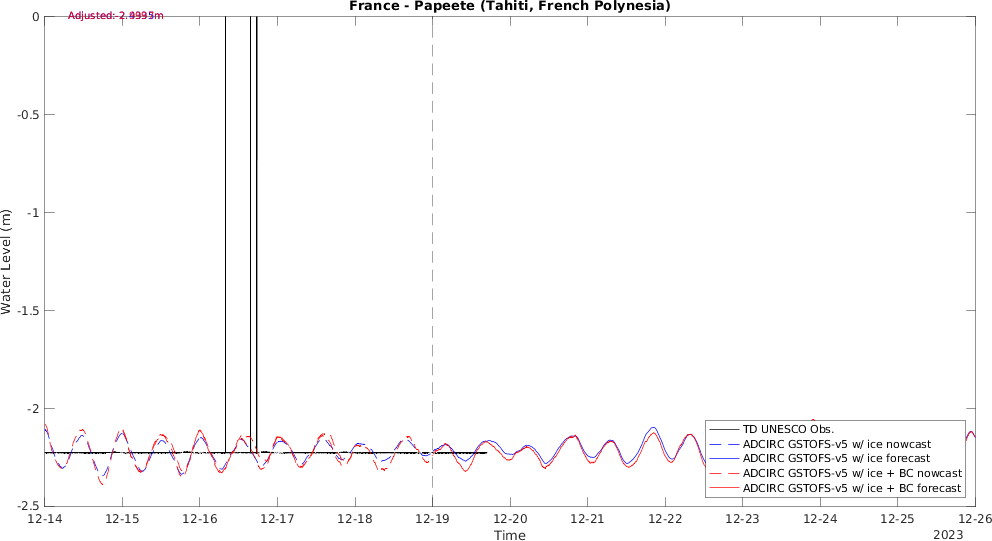 France - Papeete (Tahiti, French Polynesia)
Adjusted:
0
-0.5
-1
-1.5
-2
-2.5
Water Level (m)
TD UNESCO Obs.
ADCIRC GSTOFS-v5 w/ ice nowcast
ADCIRC GSTOFS-v5 w/ ice forecast
ADCIRC GSTOFS-v5 w/ ice + BC nowcast
ADCIRC GSTOFS-v5 w/ ice + BC forecast
12-14 12-15 12-16 12-17 12-18 12-19 12-20 12-21 12-22 12-23 12-24 12-25 12-26
Time
2023